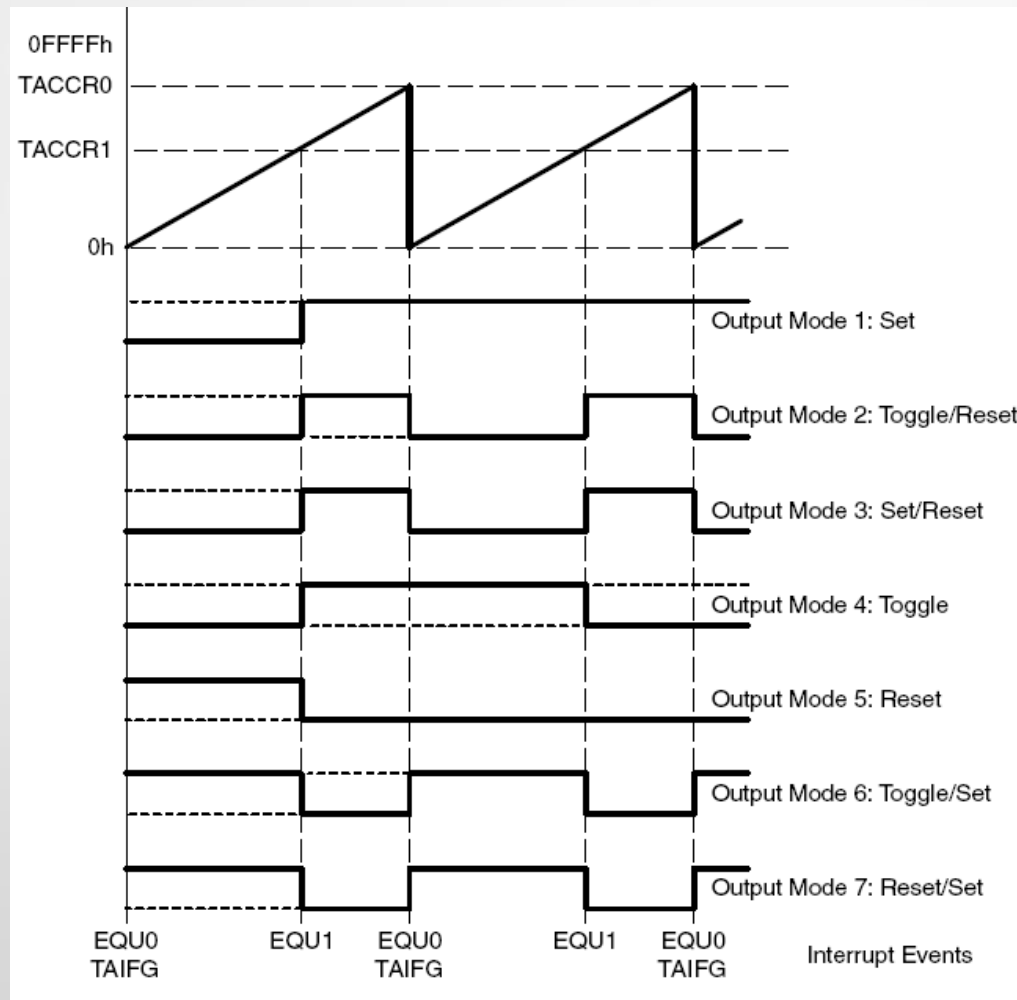 0FFFFh
TACCR0
TACCR1
0h
Output Mode 1: Set
Output Mode 2: Toggle/Reset
Output Mode 3: Set/Reset
Output Mode 4: Toggle
Output Mode 5: Reset
Output Mode 6: Toggle/Set
Output Mode 7: Reset/Set
EQU0 EQU1 EQU0 EQU1 EQU0 Interrupt Events
TAIFG TAIFG TAIFG